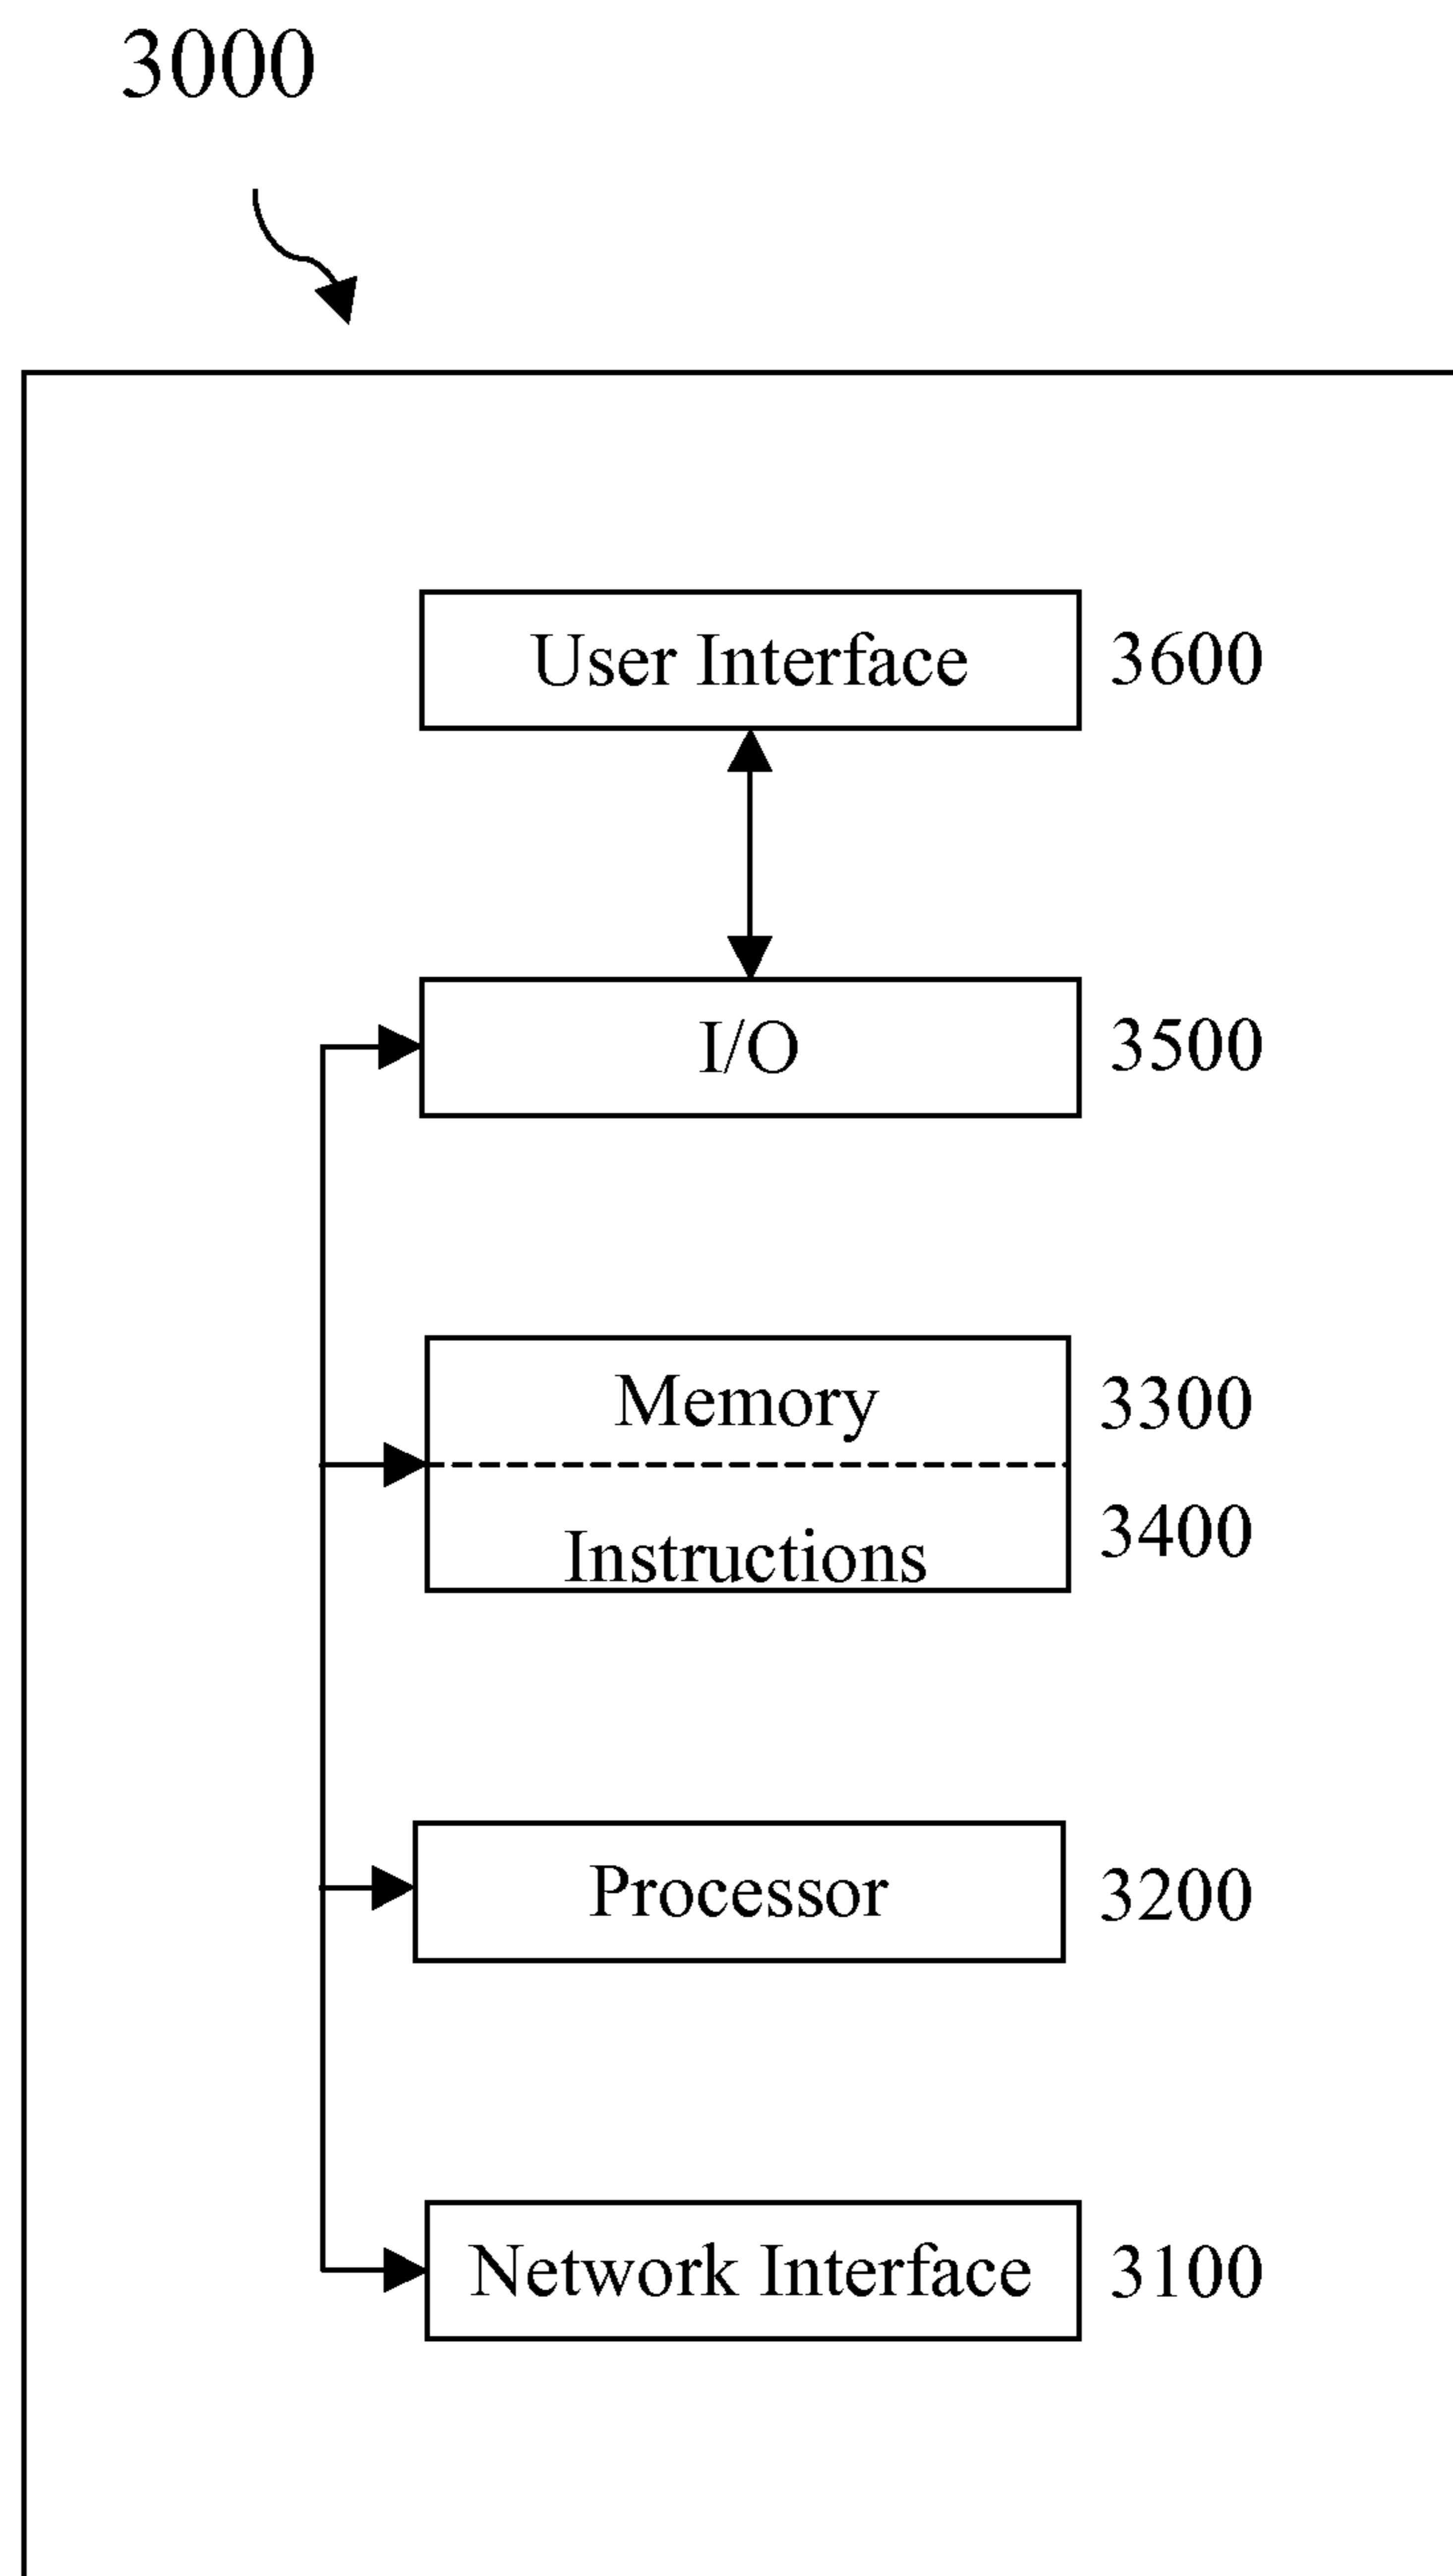 3000
User Interface 3600
I/O 3500
Memory 3300
Instructions 3400
Processor 3200
Network Interface 3100